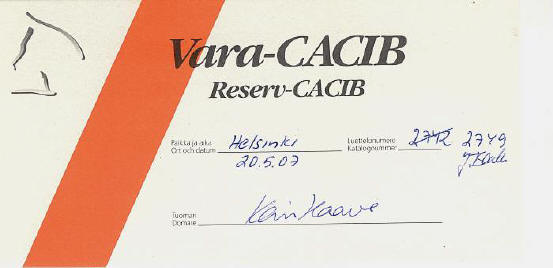 Vara-CACIB
Reserv-CACIB
Paikka ja aika Helsinki
Ort och datum 20.5.07
Luettelonumero 2742 2749
Katalognummer
Tuomari
Domare